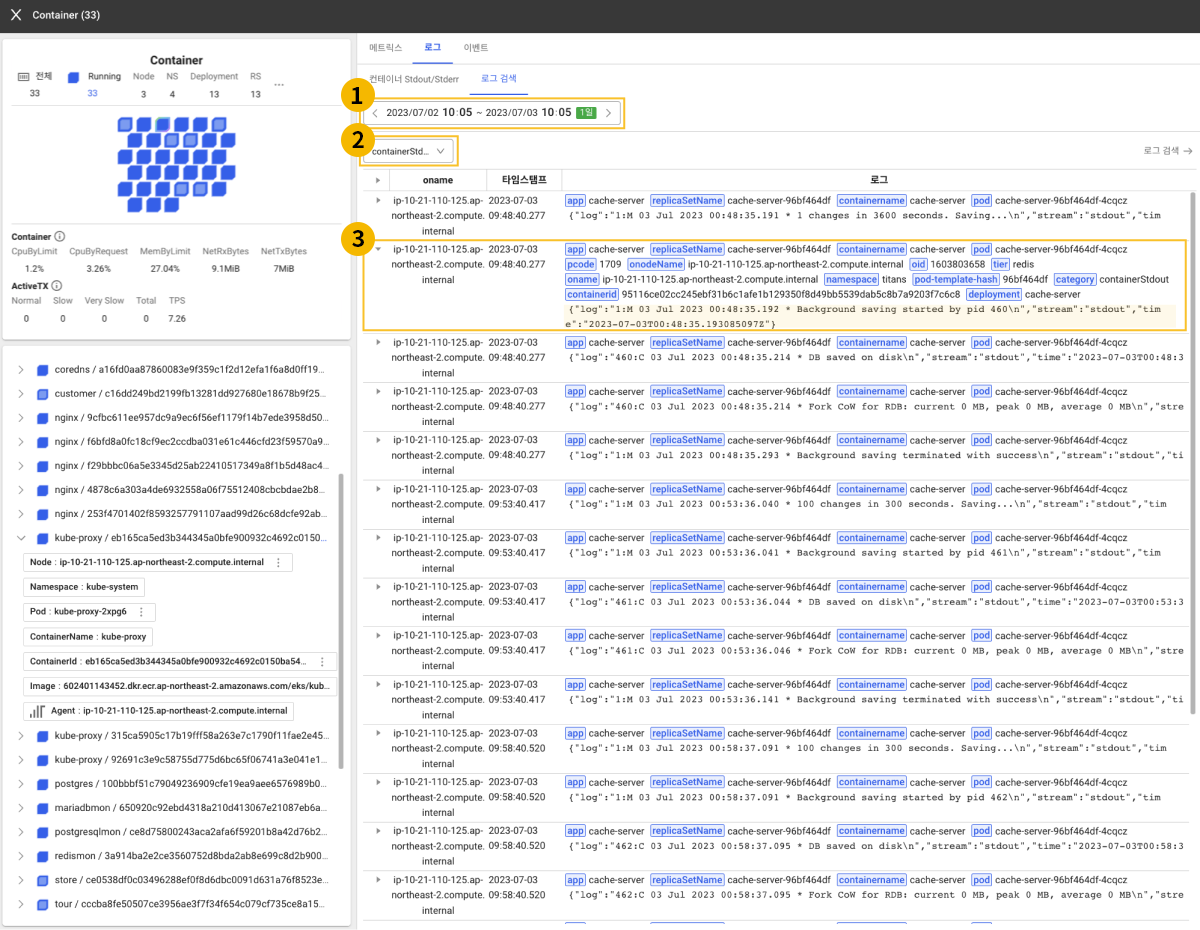 Container (33)
Container
전체
Running
Node
NS
Deployment
RS
...
33
33
3
4
13
13
Container
CpuByLimit
CpuByRequest
MemByLimit
NetRxBytes
NetTxBytes
1.2%
3.26%
27.04%
9.1MiB
7MiB
ActiveTX
Normal
Slow
Very Slow
Total
TPS
0
0
0
0
7.26
coredns / a16fd0aa87860083e9f359c1f2d12efa1f6a8d0ff19...
customer / c16dd249bd2199fb13281dd927680e18678b9f25...
nginx / 9cfbc611ee957dc9a9ec6f56ef1179f14b7ede3958d50...
nginx / f6bfd8a0fc18cf9ec2ccdba031e61c446cfd23f59570a9...
nginx / f29bbbc06a5e3345d25ab22410517349a8f1b5d48ac4...
nginx / 4878c6a303a4de6932558a06f75512408cbcbdae2b8...
nginx / 253f4701402f8593257791107aad99d26c68dcfe92ab...
kube-proxy / eb165ca5ed3b344345a0bfe900932c4692c0150...
Node : ip-10-21-110-125.ap-northeast-2.compute.internal
Namespace : kube-system
Pod : kube-proxy-2xpg6
ContainerName : kube-proxy
ContainerId : eb165ca5ed3b344345a0bfe900932c4692c0150ba54...
Image : 602401143452.dkr.ecr.ap-northeast-2.amazonaws.com/eks/kub...
Agent : ip-10-21-110-125.ap-northeast-2.compute.internal
kube-proxy / 315ca5905c17b19fff58a263e7c1790f11fae2e45...
kube-proxy / 92691c3e9c58755d775d6bc65f06741a3e041e1...
postgres / 100bbbf51c79049236909cfe19ea9aee6576989b0...
mariadbmon / 650920c92ebd4318a210d413067e21087eb6a...
postgresqlmon / ce8d75800243aca2afa6f59201b8a42d76b2...
redismon / 3a914ba2e2ce3560752d8bda2ab8e699c8d2b900...
store / ce0538df0c03496288ef0f8d6dbc0091d631a76f8523e...
tour / cccba8fe50507ce3956ae3f7f34f654c079cf735ce8a15...
메트릭스
로그
이벤트
컨테이너 Stdout/Stderr
로그 검색
1
2023/07/02 10:05 ~ 2023/07/03 10:05 1일
2
containerStd...
로그 검색 →
oname
타임스탬프
로그
ip-10-21-110-125.ap- 2023-07-03 app cache-server replicaSetName cache-server-96bf464df containername cache-server pod cache-server-96bf464df-4cqcz
northeast-2.compute. 09:48:40.277 {"log":"1:M 03 Jul 2023 00:48:35.191 * 1 changes in 3600 seconds. Saving...\n","stream":"stdout","tim
internal
3
ip-10-21-110-125.ap- 2023-07-03 app cache-server replicaSetName cache-server-96bf464df containername cache-server pod cache-server-96bf464df-4cqcz
northeast-2.compute. 09:48:40.277 pcode 1709 onodeName ip-10-21-110-125.ap-northeast-2.compute.internal oid 1603803658 tier redis
internal oname ip-10-21-110-125.ap-northeast-2.compute.internal namespace titans pod-template-hash 96bf464df category containerStdout
containerid 95116ce02cc245ebf31b6c1afe1b129350f8d49bb5539dab5c8b7a9203f7c6c8 deployment cache-server
{"log":"1:M 03 Jul 2023 00:48:35.192 * Background saving started by pid 460\n","stream":"stdout","tim
e":"2023-07-03T00:48:35.193085097Z"}
ip-10-21-110-125.ap- 2023-07-03 app cache-server replicaSetName cache-server-96bf464df containername cache-server pod cache-server-96bf464df-4cqcz
northeast-2.compute. 09:48:40.277 {"log":"460:C 03 Jul 2023 00:48:35.214 * DB saved on disk\n","stream":"stdout","time":"2023-07-03T00:48:3
internal
ip-10-21-110-125.ap- 2023-07-03 app cache-server replicaSetName cache-server-96bf464df containername cache-server pod cache-server-96bf464df-4cqcz
northeast-2.compute. 09:48:40.277 {"log":"460:C 03 Jul 2023 00:48:35.214 * Fork CoW for RDB: current 0 MB, peak 0 MB, average 0 MB\n","stre
internal
ip-10-21-110-125.ap- 2023-07-03 app cache-server replicaSetName cache-server-96bf464df containername cache-server pod cache-server-96bf464df-4cqcz
northeast-2.compute. 09:48:40.277 {"log":"1:M 03 Jul 2023 00:48:35.293 * Background saving terminated with success\n","stream":"stdout","ti
internal
ip-10-21-110-125.ap- 2023-07-03 app cache-server replicaSetName cache-server-96bf464df containername cache-server pod cache-server-96bf464df-4cqcz
northeast-2.compute. 09:53:40.417 {"log":"1:M 03 Jul 2023 00:53:36.040 * 100 changes in 300 seconds. Saving...\n","stream":"stdout","tim
internal
ip-10-21-110-125.ap- 2023-07-03 app cache-server replicaSetName cache-server-96bf464df containername cache-server pod cache-server-96bf464df-4cqcz
northeast-2.compute. 09:53:40.417 {"log":"1:M 03 Jul 2023 00:53:36.041 * Background saving started by pid 461\n","stream":"stdout","tim
internal
ip-10-21-110-125.ap- 2023-07-03 app cache-server replicaSetName cache-server-96bf464df containername cache-server pod cache-server-96bf464df-4cqcz
northeast-2.compute. 09:53:40.417 {"log":"461:C 03 Jul 2023 00:53:36.044 * DB saved on disk\n","stream":"stdout","time":"2023-07-03T00:53:3
internal
ip-10-21-110-125.ap- 2023-07-03 app cache-server replicaSetName cache-server-96bf464df containername cache-server pod cache-server-96bf464df-4cqcz
northeast-2.compute. 09:53:40.417 {"log":"461:C 03 Jul 2023 00:53:36.046 * Fork CoW for RDB: current 0 MB, peak 0 MB, average 0 MB\n","stre
internal
ip-10-21-110-125.ap- 2023-07-03 app cache-server replicaSetName cache-server-96bf464df containername cache-server pod cache-server-96bf464df-4cqcz
northeast-2.compute. 09:53:40.417 {"log":"1:M 03 Jul 2023 00:53:36.141 * Background saving terminated with success\n","stream":"stdout","ti
internal
ip-10-21-110-125.ap- 2023-07-03 app cache-server replicaSetName cache-server-96bf464df containername cache-server pod cache-server-96bf464df-4cqcz
northeast-2.compute. 09:58:40.520 {"log":"1:M 03 Jul 2023 00:58:37.091 * 100 changes in 300 seconds. Saving...\n","stream":"stdout","tim
internal
ip-10-21-110-125.ap- 2023-07-03 app cache-server replicaSetName cache-server-96bf464df containername cache-server pod cache-server-96bf464df-4cqcz
northeast-2.compute. 09:58:40.520 {"log":"1:M 03 Jul 2023 00:58:37.091 * Background saving started by pid 462\n","stream":"stdout","tim
internal
ip-10-21-110-125.ap- 2023-07-03 app cache-server replicaSetName cache-server-96bf464df containername cache-server pod cache-server-96bf464df-4cqcz
northeast-2.compute. 09:58:40.520 {"log":"462:C 03 Jul 2023 00:58:37.095 * DB saved on disk\n","stream":"stdout","time":"2023-07-03T00:58:3
internal
ip-10-21-110-125.ap- 2023-07-03 app cache-server replicaSetName cache-server-96bf464df containername cache-server pod cache-server-96bf464df-4cqcz
northeast-2.compute. 09:58:40.520 {"log":"462:C 03 Jul 2023 00:58:37.095 * Fork CoW for RDB: current 0 MB, peak 0 MB, average 0 MB\n","stre
internal